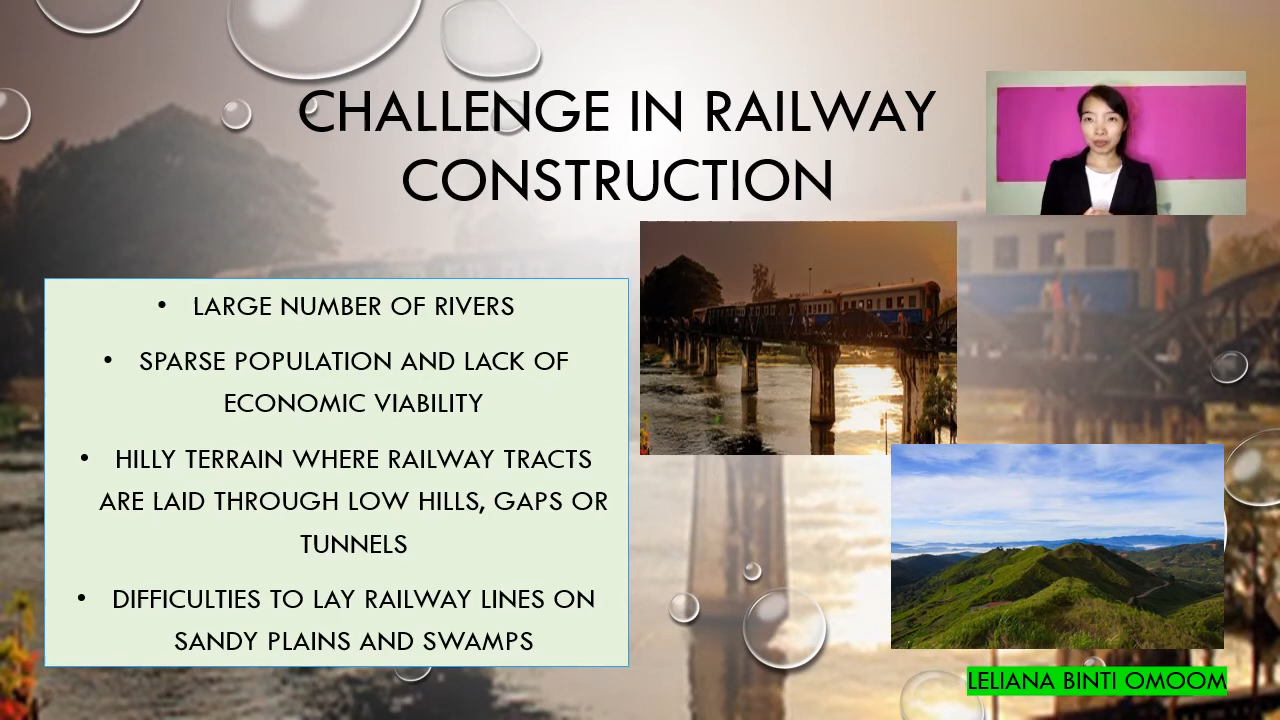 CHALLENGE IN RAILWAY
CONSTRUCTION
• LARGE NUMBER OF RIVERS
• SPARSE POPULATION AND LACK OF
ECONOMIC VIABILITY
• HILLY TERRAIN WHERE RAILWAY TRACTS
ARE LAID THROUGH LOW HILLS, GAPS OR
TUNNELS
• DIFFICULTIES TO LAY RAILWAY LINES ON
SANDY PLAINS AND SWAMPS
LELIANA BINTI OMOOM